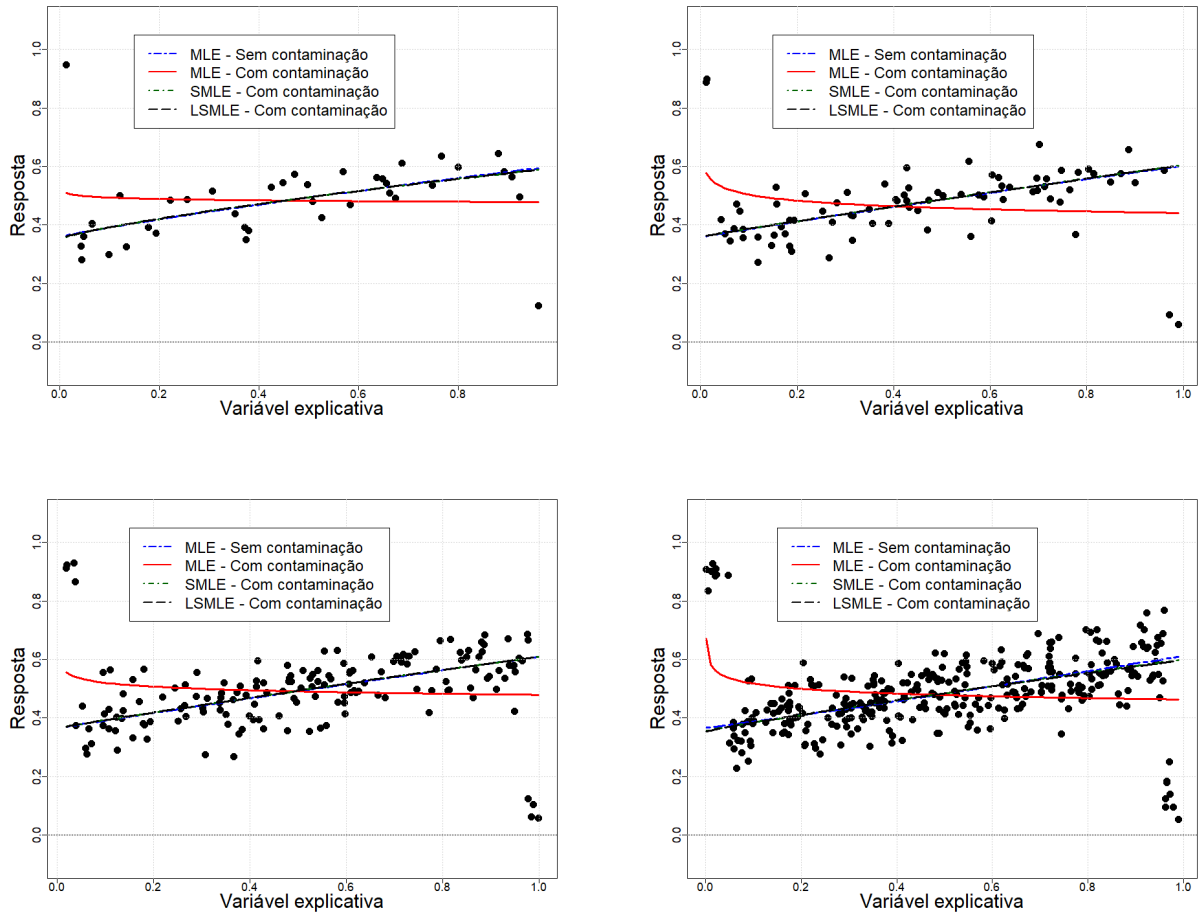 MLE - Sem contaminação
MLE - Com contaminação
SMLE - Com contaminação
LSMLE - Com contaminação
Resposta
0.0 0.2 0.4 0.6 0.8 1.0
0.0 0.2 0.4 0.6 0.8
Variável explicativa
MLE - Sem contaminação
MLE - Com contaminação
SMLE - Com contaminação
LSMLE - Com contaminação
Resposta
0.0 0.2 0.4 0.6 0.8 1.0
0.0 0.2 0.4 0.6 0.8 1.0
Variável explicativa
MLE - Sem contaminação
MLE - Com contaminação
SMLE - Com contaminação
LSMLE - Com contaminação
Resposta
0.0 0.2 0.4 0.6 0.8 1.0
0.0 0.2 0.4 0.6 0.8 1.0
Variável explicativa
MLE - Sem contaminação
MLE - Com contaminação
SMLE - Com contaminação
LSMLE - Com contaminação
Resposta
0.0 0.2 0.4 0.6 0.8 1.0
0.0 0.2 0.4 0.6 0.8 1.0
Variável explicativa